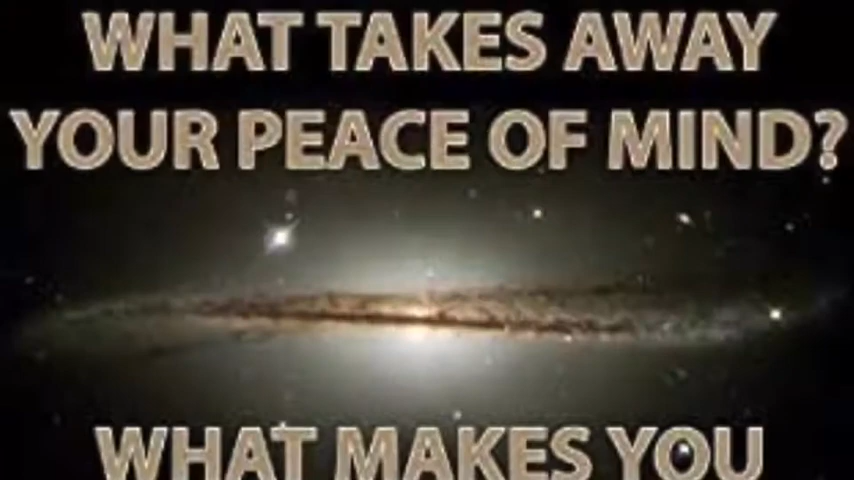 WHAT TAKES AWAY
YOUR PEACE OF MIND?
WHAT MAKES YOU